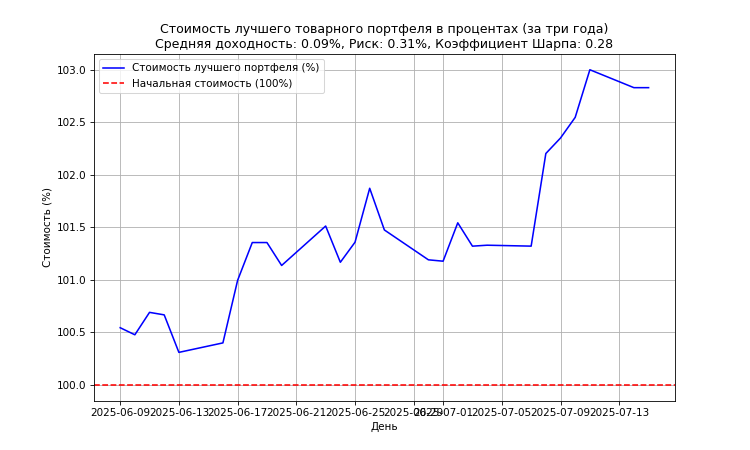 Стоимость лучшего товарного портфеля в процентах (за три года)
Средняя доходность: 0.09%, Риск: 0.31%, Коэффициент Шарпа: 0.28
Стоимость лучшего портфеля (%)
Начальная стоимость (100%)
Стоимость (%)
103.0
102.5
102.0
101.5
101.0
100.5
100.0
2025-06-09 2025-06-13 2025-06-17 2025-06-21 2025-06-25 2025-06-29 2025-07-01 2025-07-05 2025-07-09 2025-07-13
День